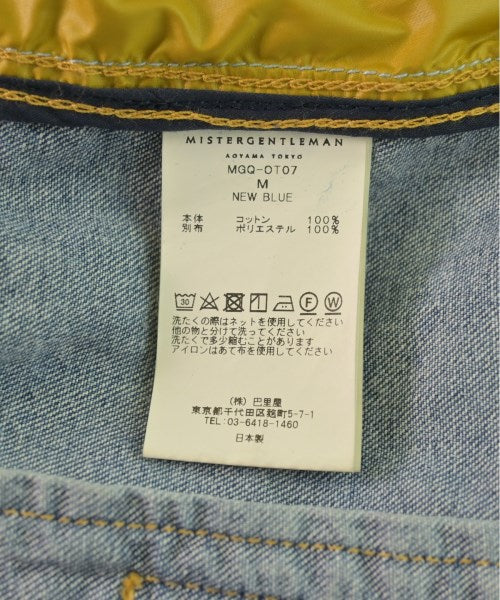 MISTERGENTLEMAN
AOYAMA TOKYO
MGQ-OT07
M
NEW BLUE
本体 コットン 100%
別布 ポリエステル 100%
30 F W
洗たくの際はネットを使用してください
他の物と分けて洗ってください
洗たくで多少縮むことがあります
アイロンはあて布を使用してください
(株) 巴里屋
東京都千代田区麹町5-7-1
TEL: 03-6418-1460
日本製